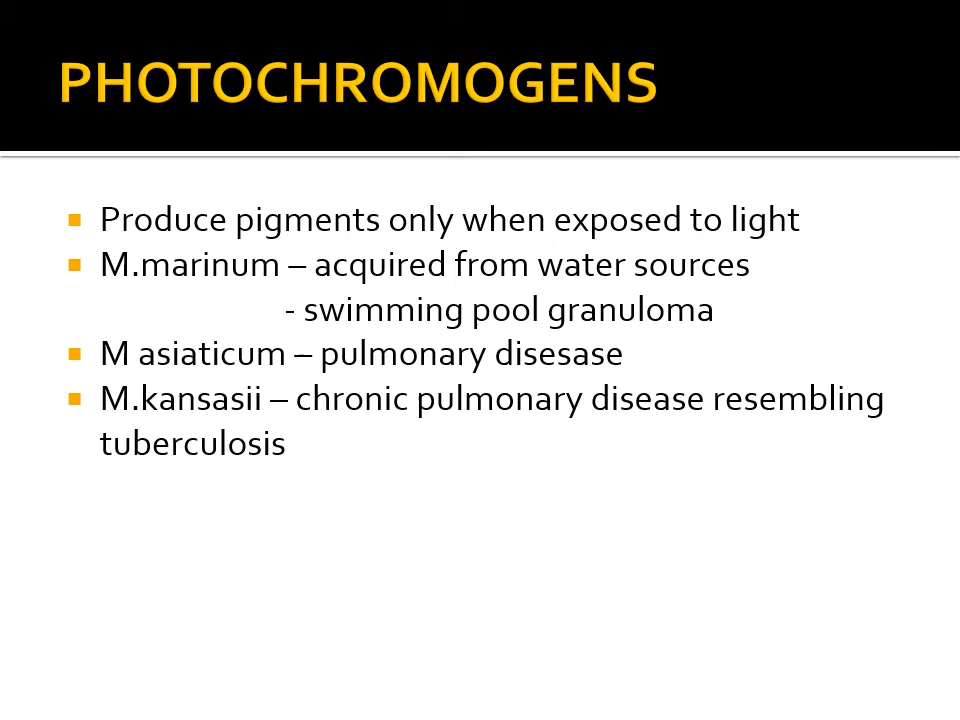 PHOTOCHROMOGENS
Produce pigments only when exposed to light
M.marinum – acquired from water sources
- swimming pool granuloma
M asiaticum – pulmonary disesase
M.kansasii – chronic pulmonary disease resembling
tuberculosis